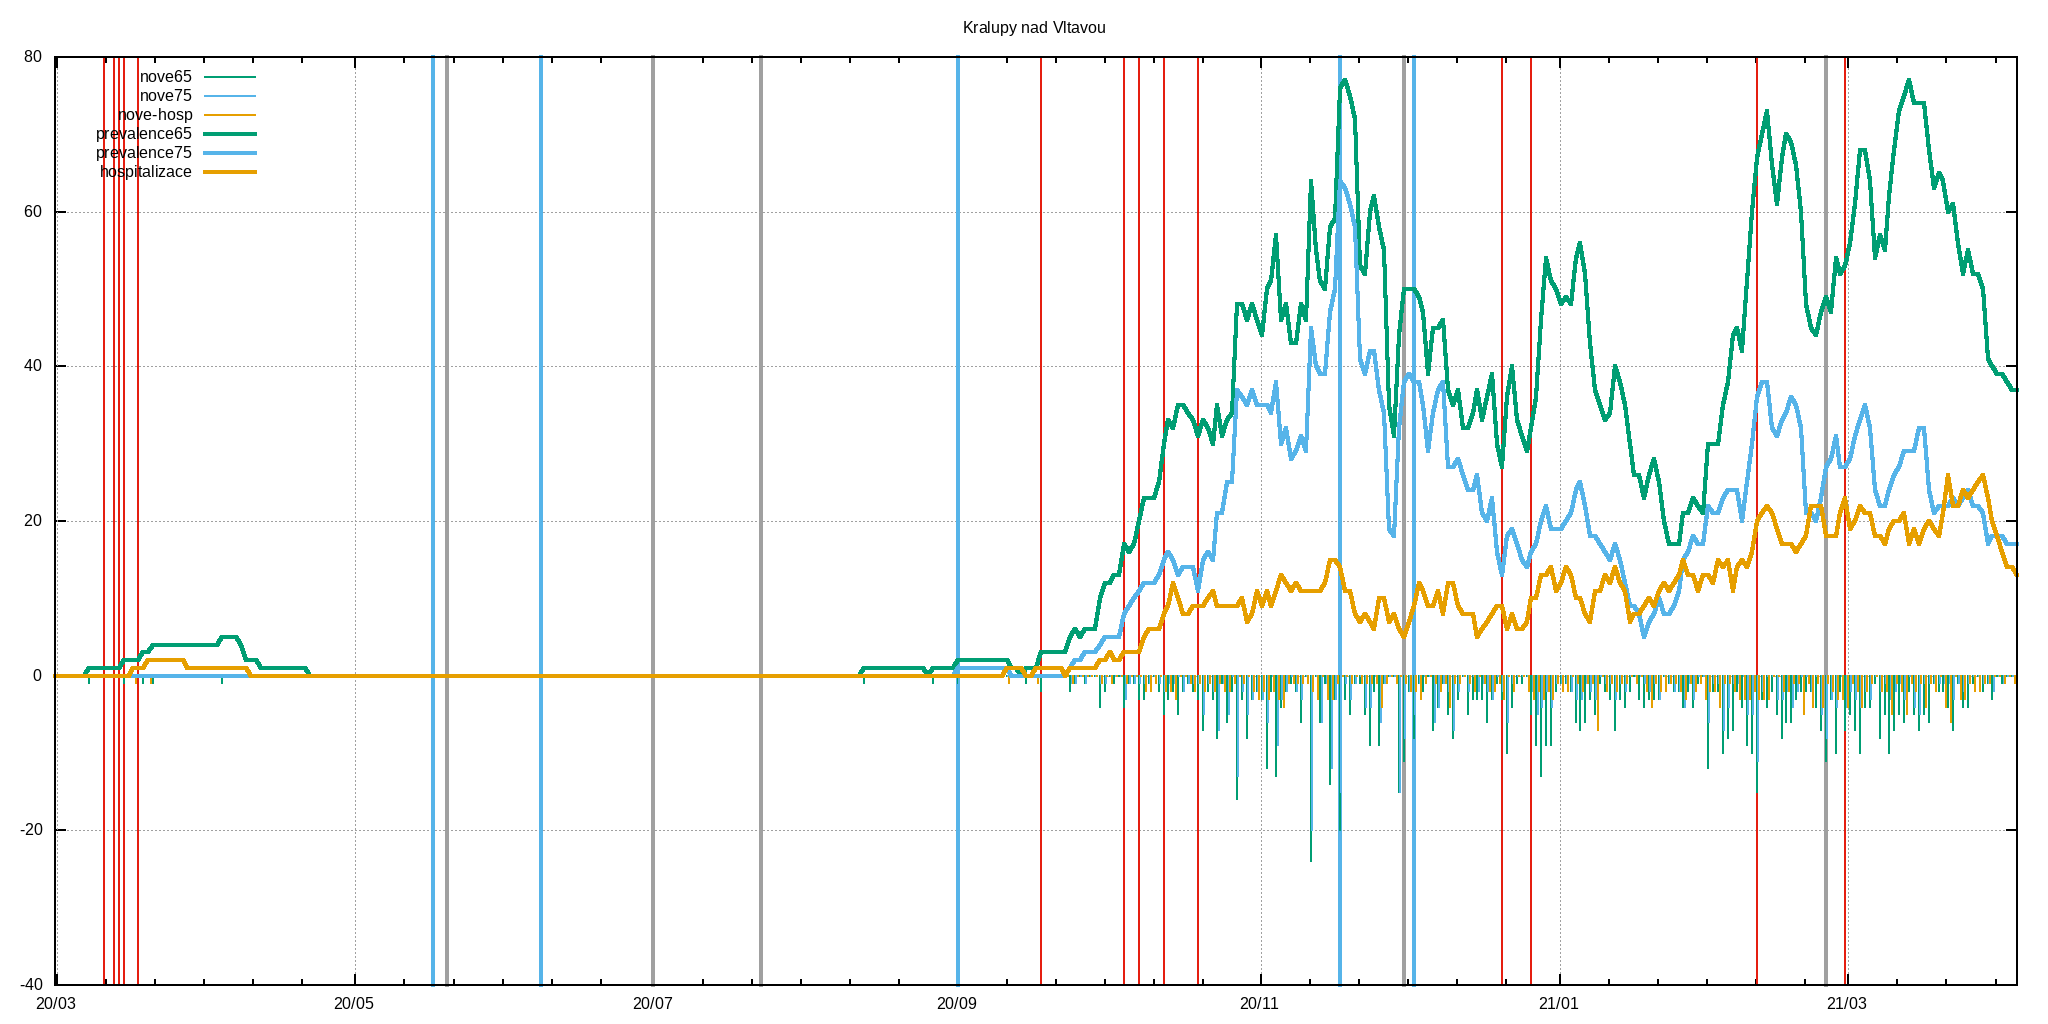 Kralupy nad Vltavou
80
60
40
20
0
-20
-40
nove65
nove75
nove-hosp
prevalence65
prevalence75
hospitalizace
20/03 20/05 20/07 20/09 20/11 21/01 21/03